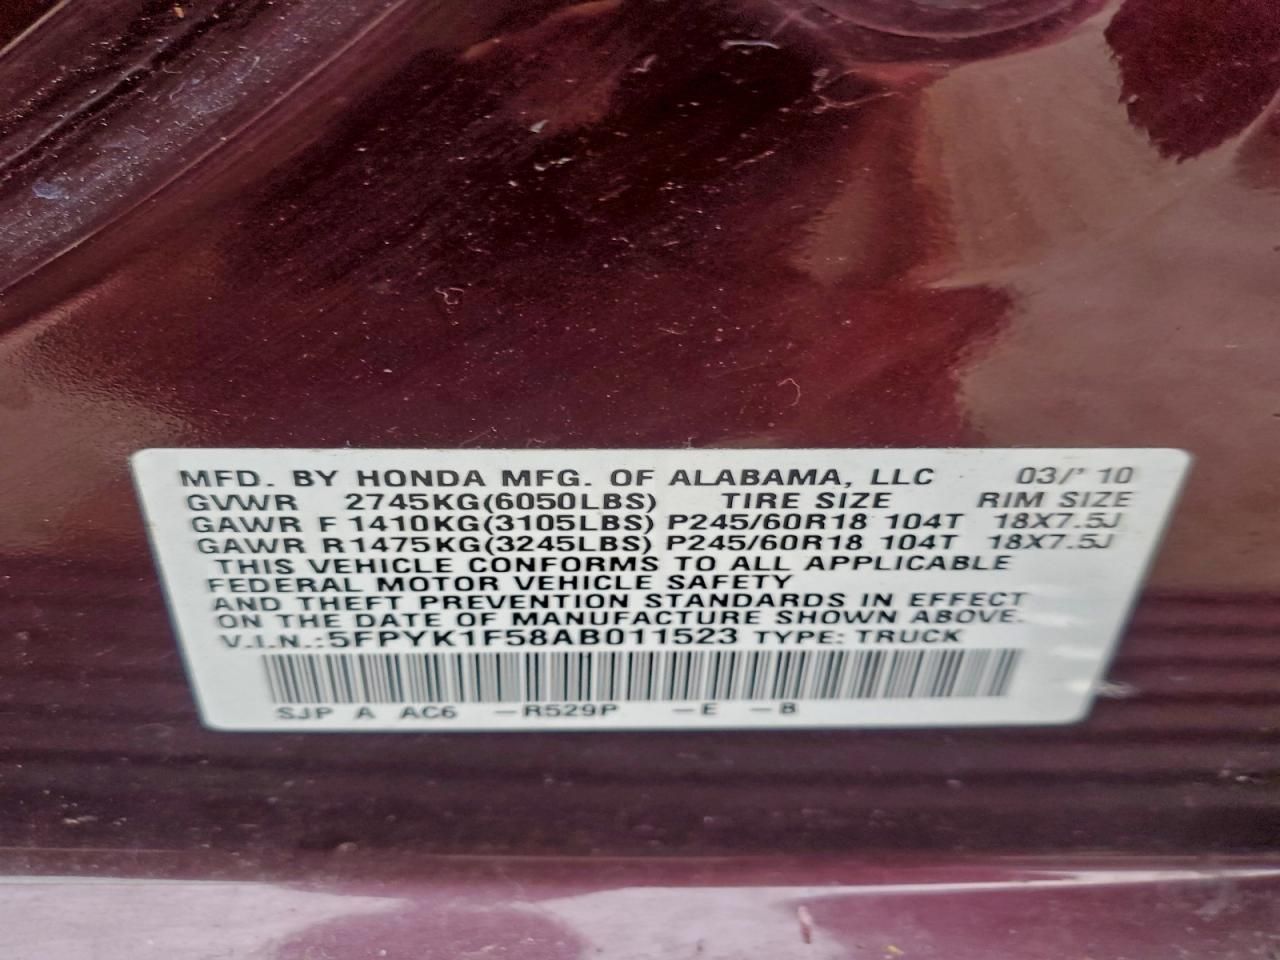 MFD. BY HONDA MFG. OF ALABAMA, LLC 03/' 10
GVWR 2745KG(6050LBS) TIRE SIZE RIM SIZE
GAWR F 1410KG(3105LBS) P245/60R18 104T 18X7.5J
GAWR R1475KG(3245LBS) P245/60R18 104T 18X7.5J
THIS VEHICLE CONFORMS TO ALL APPLICABLE
FEDERAL MOTOR VEHICLE SAFETY
AND THEFT PREVENTION STANDARDS IN EFFECT
ON THE DATE OF MANUFACTURE SHOWN ABOVE.
V.I.N.:5FPYK1F58AB011523 TYPE: TRUCK
SJP A AC6 -R529P -E -B